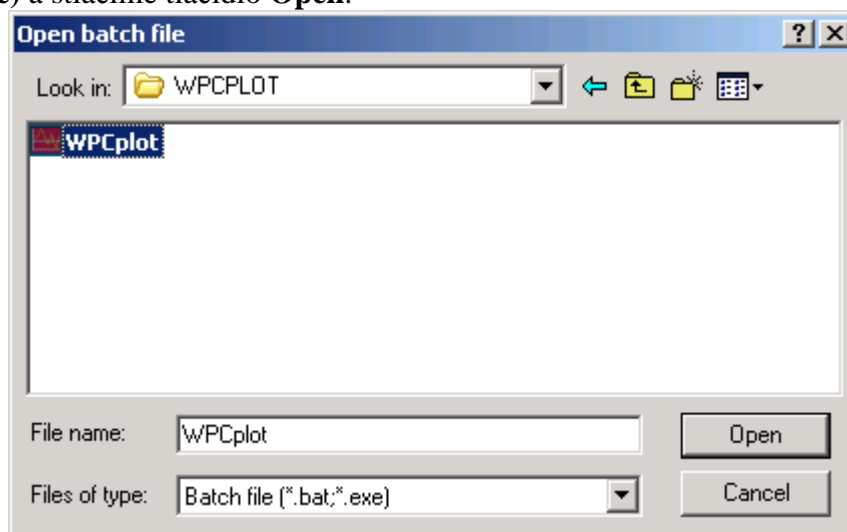 a stlačíme tlačidlo Open.
Open batch file
Look in: WPCPLOT
WPCplot
File name: WPCplot Open
Files of type: Batch file (*.bat;*.exe) Cancel